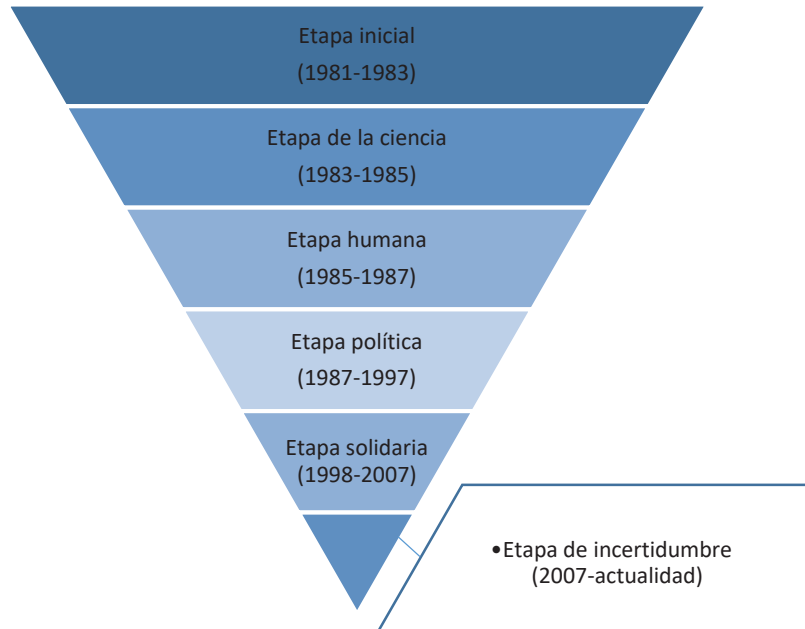 Etapa inicial
(1981-1983)
Etapa de la ciencia
(1983-1985)
Etapa humana
(1985-1987)
Etapa política
(1987-1997)
Etapa solidaria
(1998-2007)
•Etapa de incertidumbre
(2007-actualidad)